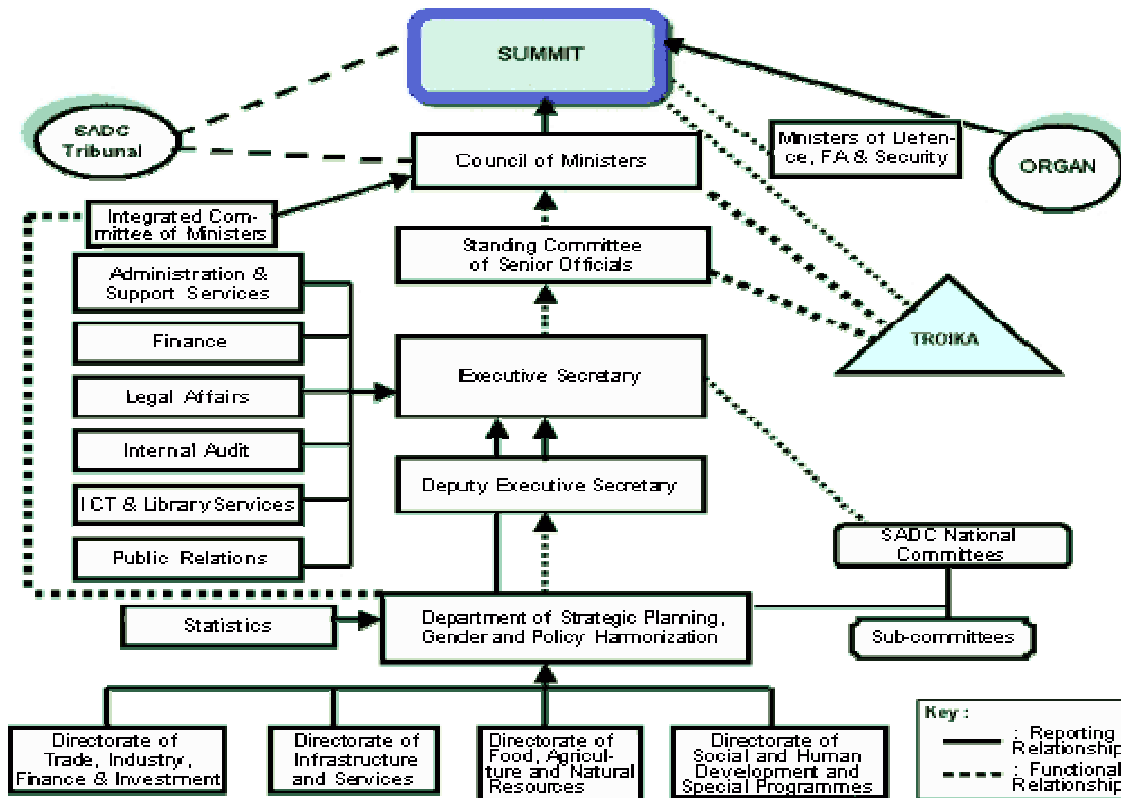 SUMMIT
SADC
Tribunal
Council of Ministers
Ministers of Defen-
ce, FA & Security
ORGAN
Integrated Com-
mittee of Ministers
Standing Committee
of Senior Officials
Administration &
Support Services
Finance
TROIKA
Executive Secretary
Legal Affairs
Internal Audit
Deputy Executive Secretary
ICT & Library Services
Public Relations
SADC National
Committees
Statistics
Department of Strategic Planning,
Gender and Policy Harmonization
Sub-committees
Directorate of
Trade, Industry,
Finance & Investment
Directorate of
Infrastructure
and Services
Directorate of
Food, Agricul-
ture and Natural
Resources
Directorate of
Social and Human
Development and
Special Programmes
Key :
: Reporting
Relationship
: Functional
Relationship